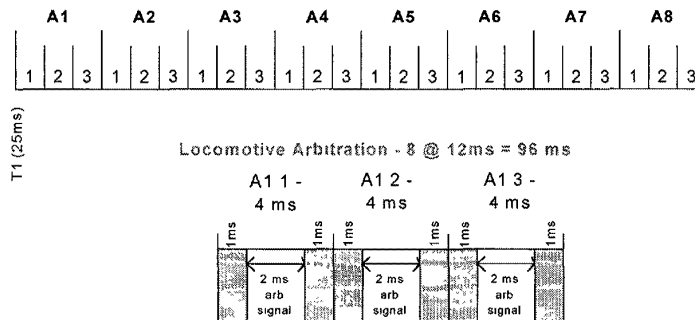 A1 A2 A3 A4 A5 A6 A7 A8
1 2 3 1 2 3 1 2 3 1 2 3 1 2 3 1 2 3 1 2 3 1 2 3
T1 (25ms)
Locomotive Arbitration - 8 @ 12ms = 96 ms
A1 1 - A1 2 - A1 3 -
4 ms 4 ms 4 ms
1ms 1ms 1ms 1ms 1ms 1ms
2 ms 2 ms 2 ms
arb arb arb
signal signal signal